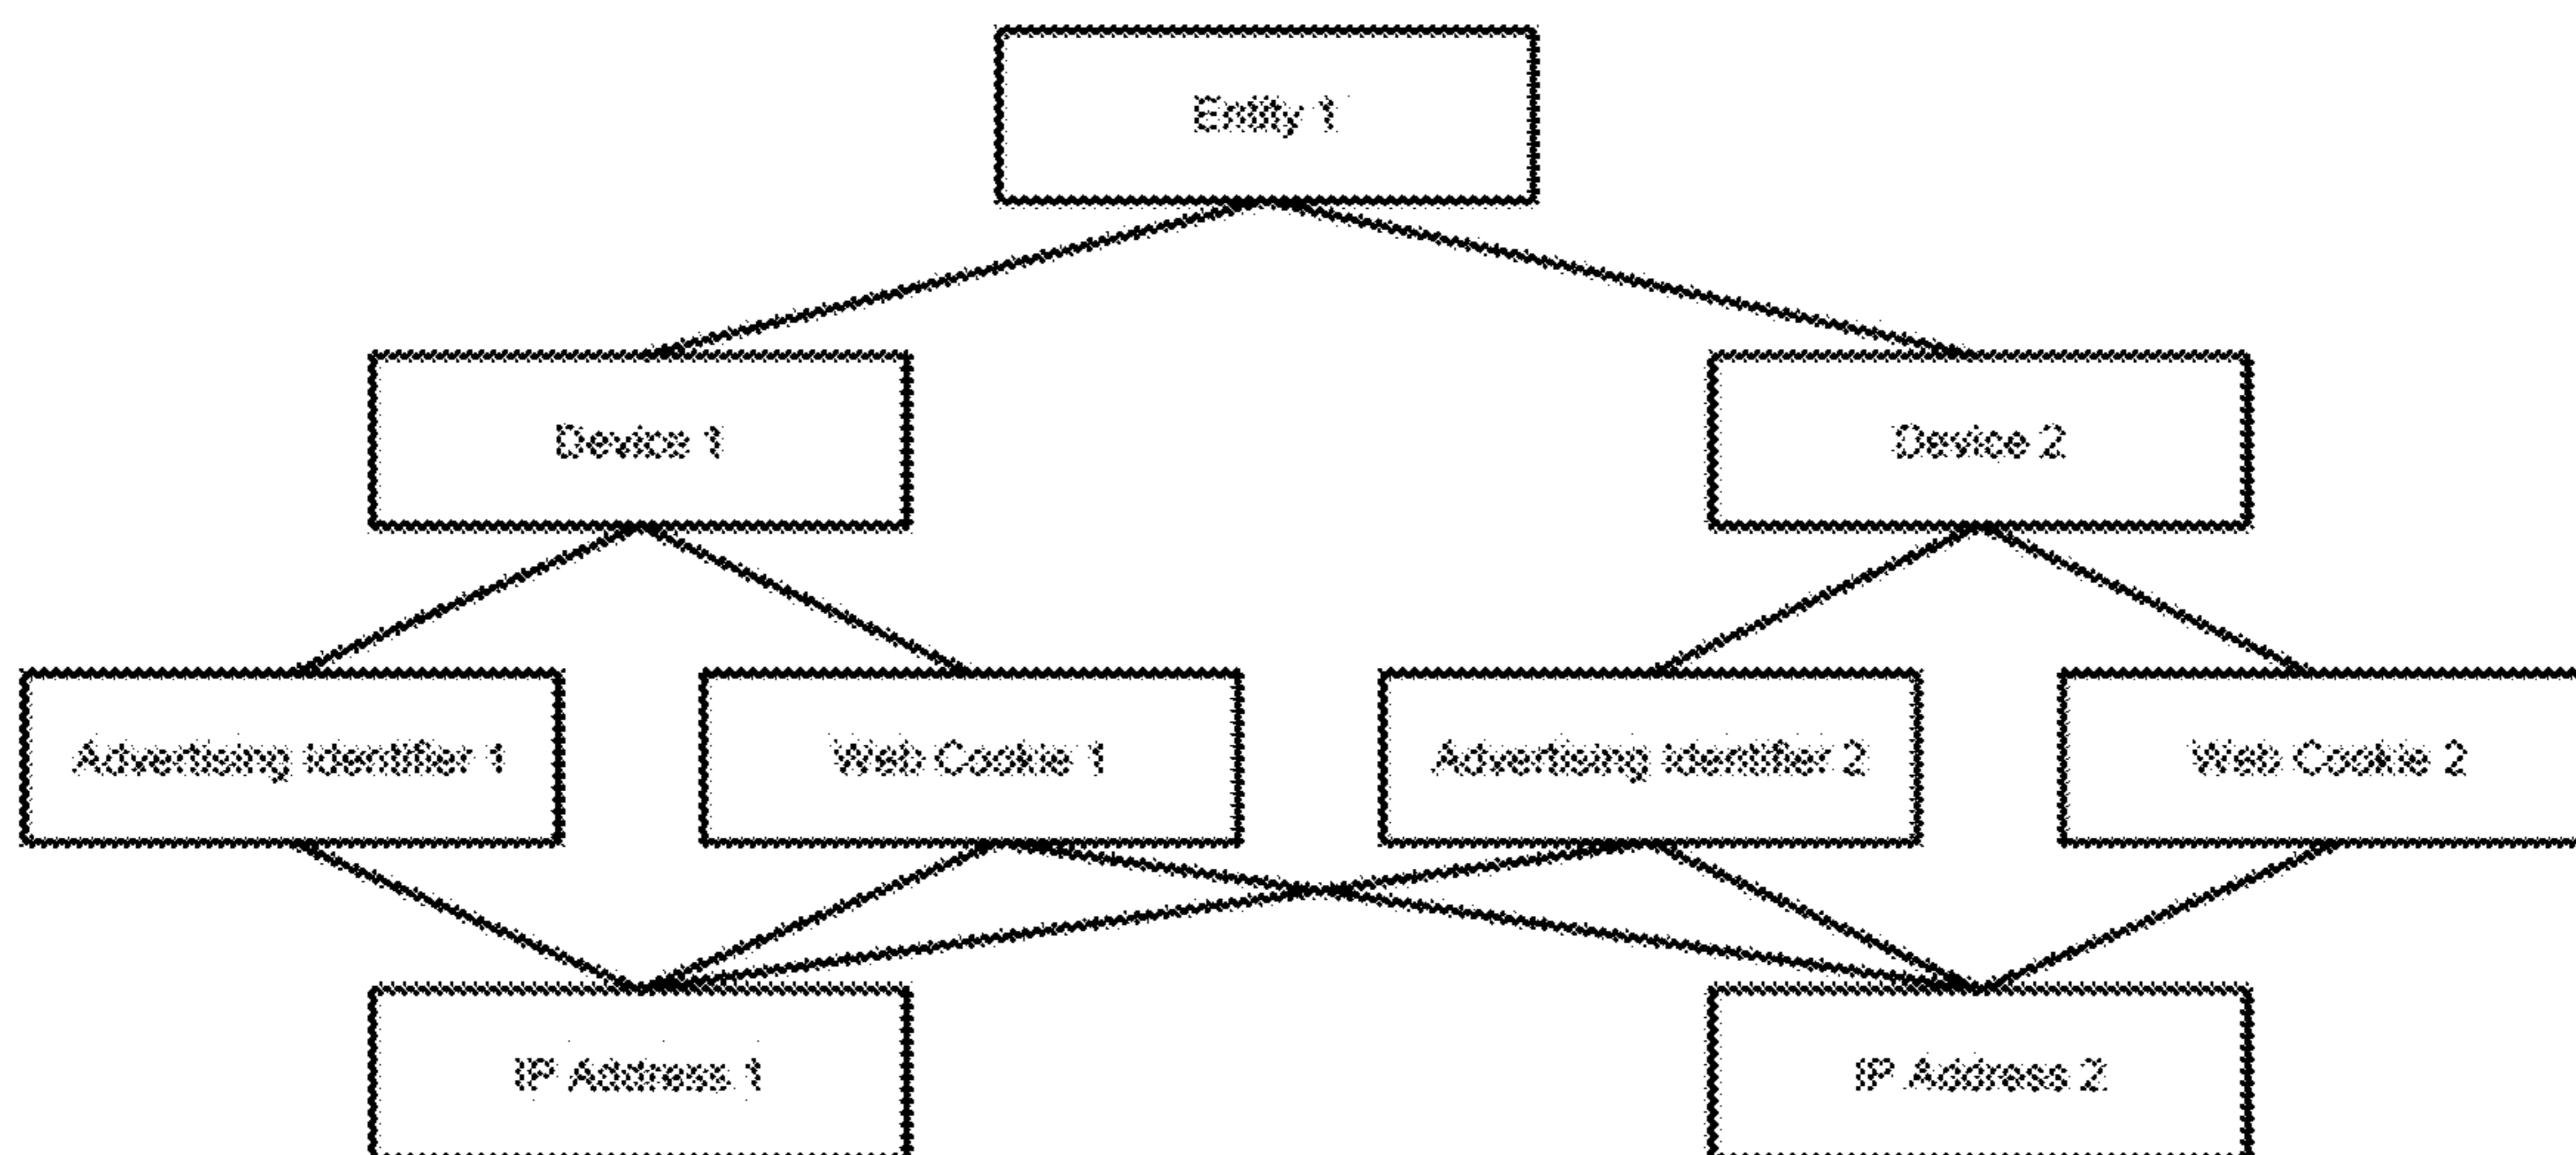 Entity 1
Device 1
Device 2
Advertising Identifier 1
Web Cookie 1
Advertising Identifier 2
Web Cookie 2
IP Address 1
IP Address 2